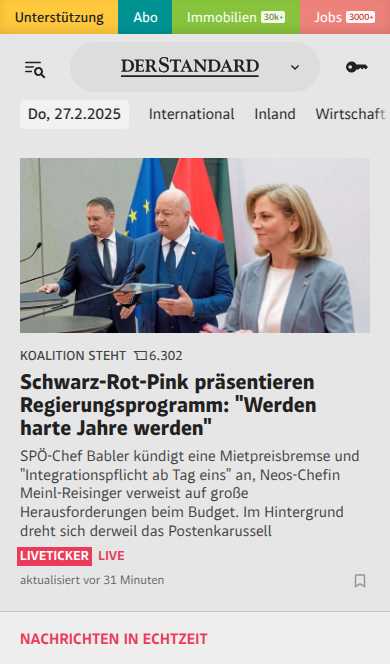 Unterstützung Abo Immobilien 30k+ Jobs 3000+
DERSTANDARD
Do, 27.2.2025 International Inland Wirtschaft
KOALITION STEHT 6.302
Schwarz-Rot-Pink präsentieren
Regierungsprogramm: "Werden
harte Jahre werden"
SPÖ-Chef Babler kündigt eine Mietpreisbremse und
"Integrationspflicht ab Tag eins" an, Neos-Chefin
Meinl-Reisinger verweist auf große
Herausforderungen beim Budget. Im Hintergrund
dreht sich derweil das Postenkarussell
LIVETICKER LIVE
aktualisiert vor 31 Minuten
NACHRICHTEN IN ECHTZEIT